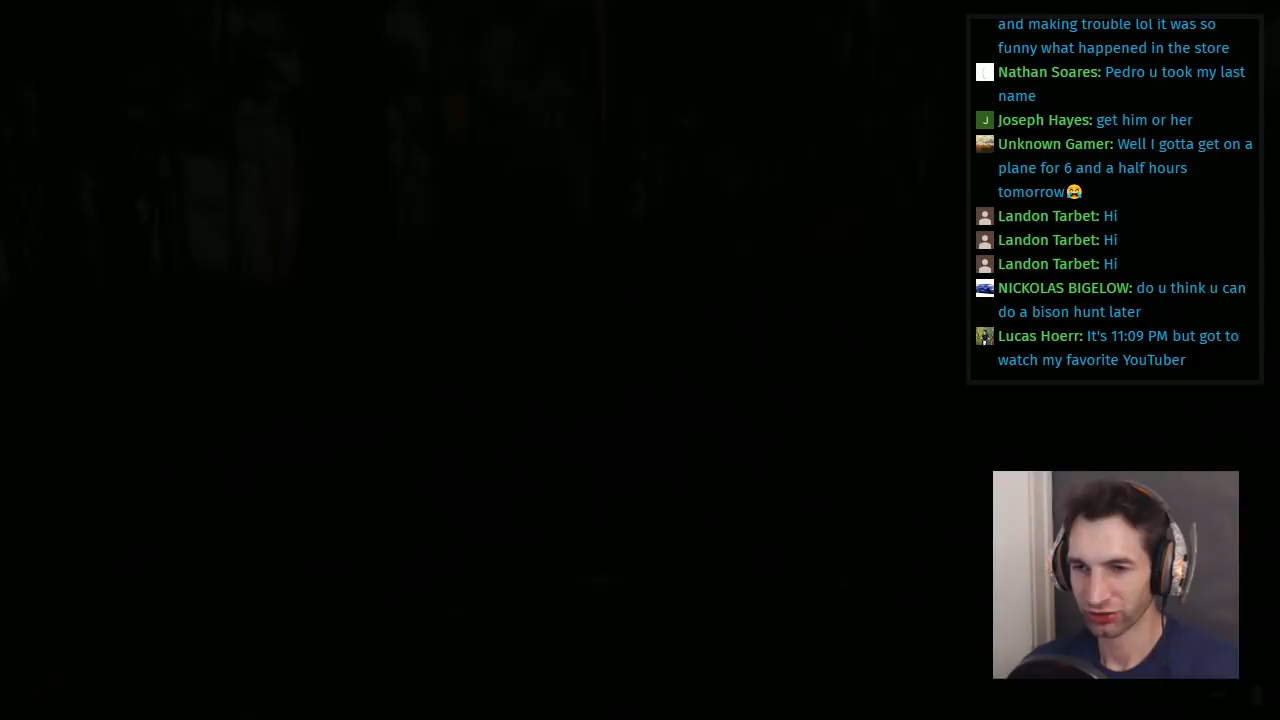 and making trouble lol it was so
funny what happened in the store
Nathan Soares: Pedro u took my last
name
J Joseph Hayes: get him or her
Unknown Gamer: Well I gotta get on a
plane for 6 and a half hours
tomorrow😭
Landon Tarbet: Hi
Landon Tarbet: Hi
Landon Tarbet: Hi
NICKOLAS BIGELOW: do u think u can
do a bison hunt later
Lucas Hoerr: It's 11:09 PM but got to
watch my favorite YouTuber